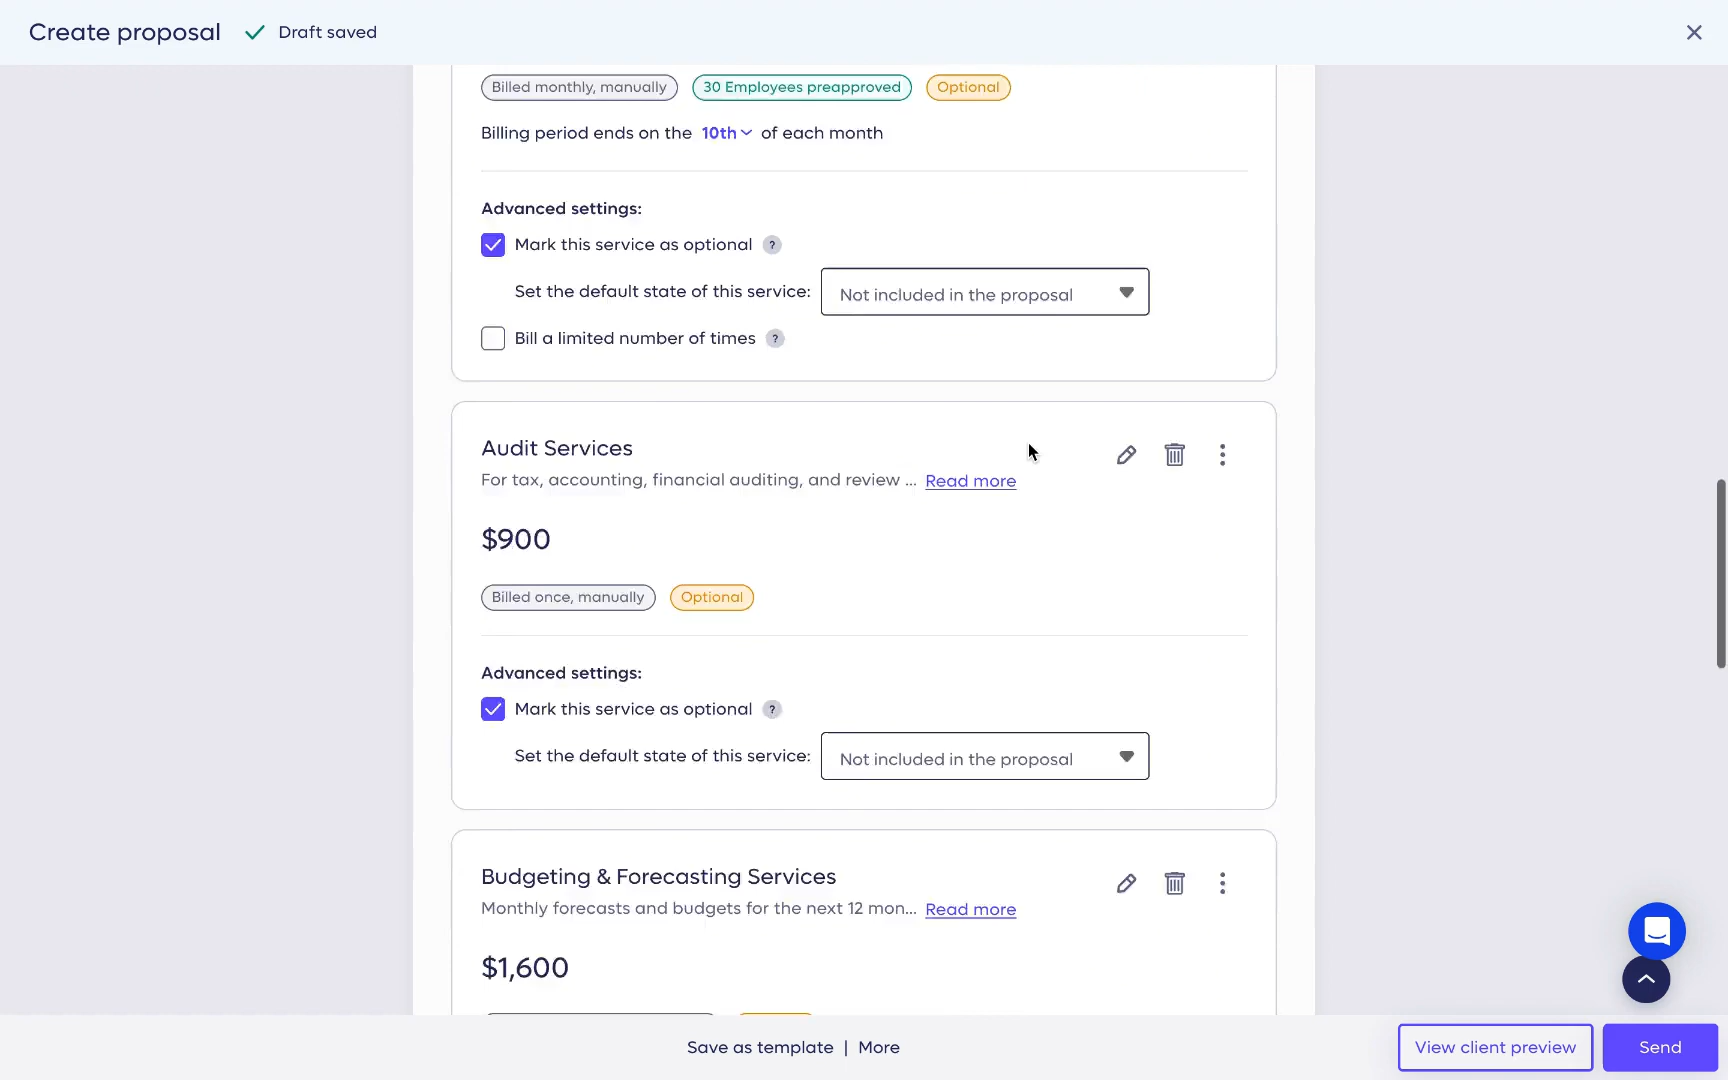 Create proposal
Draft saved
Billed monthly, manually
30 Employees preapproved
Optional
Billing period ends on the 10th of each month
Advanced settings:
Mark this service as optional ?
Set the default state of this service: Not included in the proposal
Bill a limited number of times ?
Audit Services
For tax, accounting, financial auditing, and review ... Read more
$900
Billed once, manually
Optional
Advanced settings:
Mark this service as optional ?
Set the default state of this service: Not included in the proposal
Budgeting & Forecasting Services
Monthly forecasts and budgets for the next 12 mon... Read more
$1,600
Save as template | More
View client preview
Send